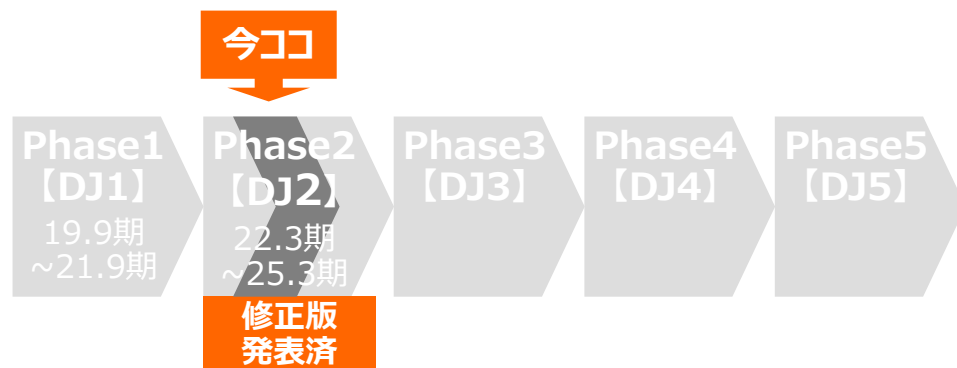 今ココ
Phase1
【DJ1】
19.9期
~21.9期
Phase2
【DJ2】
22.3期
~25.3期
修正版
発表済
Phase3
【DJ3】
Phase4
【DJ4】
Phase5
【DJ5】